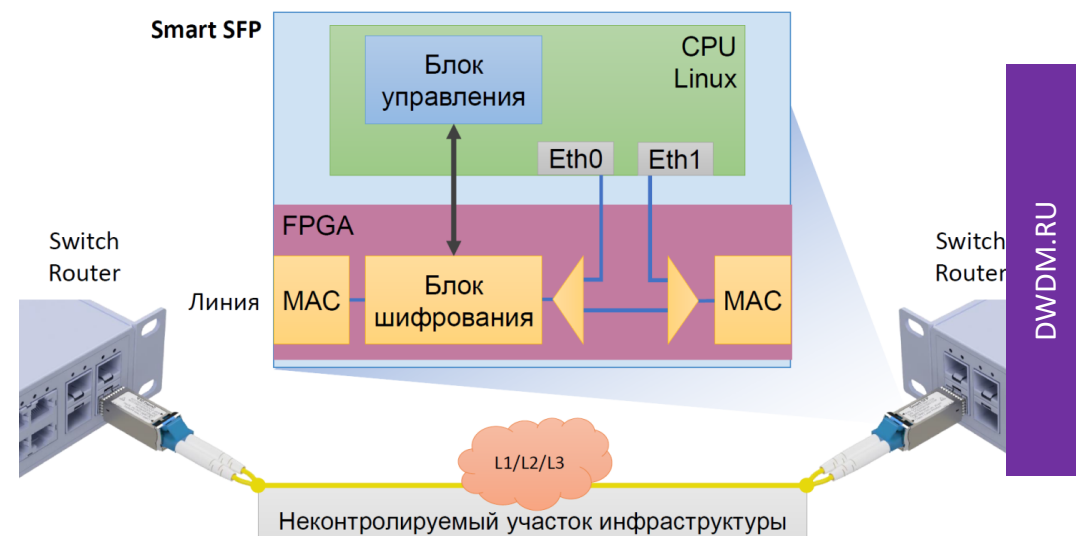 Smart SFP
CPU
Linux
Блок
управления
Eth0
Eth1
FPGA
Switch
Router
Линия
MAC
Блок
шифрования
MAC
Switch
Router
DWDM.RU
L1/L2/L3
Неконтролируемый участок инфраструктуры